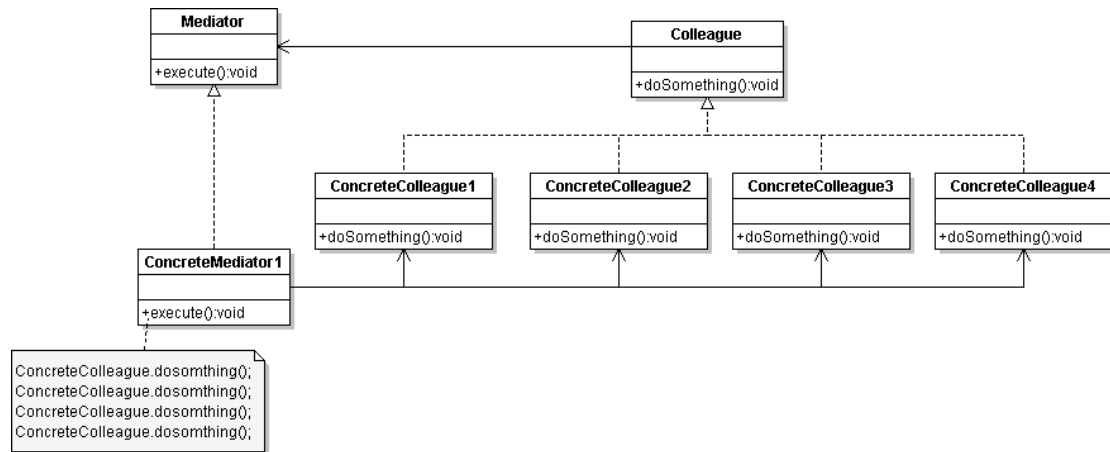 Mediator
+execute():void
Colleague
+doSomething():void
ConcreteColleague1
+doSomething():void
ConcreteColleague2
+doSomething():void
ConcreteColleague3
+doSomething():void
ConcreteColleague4
+doSomething():void
ConcreteMediator1
+execute():void
ConcreteColleague.dosomthing();
ConcreteColleague.dosomthing();
ConcreteColleague.dosomthing();
ConcreteColleague.dosomthing();